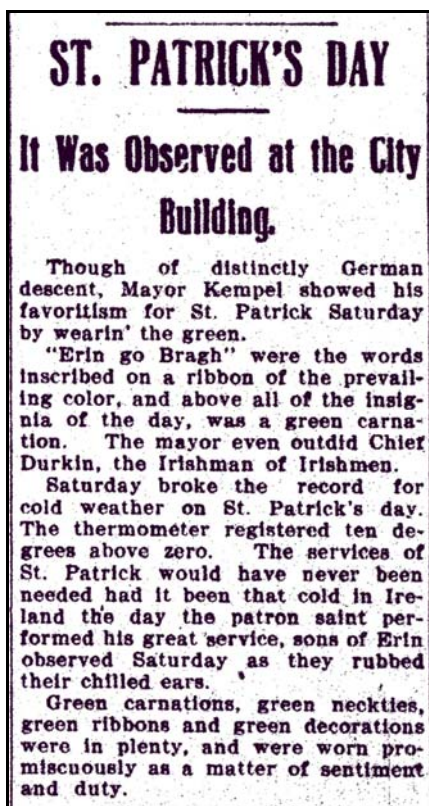 ST. PATRICK'S DAY
It Was Observed at the City
Building.
Though of distinctly German
descent, Mayor Kempel showed his
favoritism for St. Patrick Saturday
by wearin' the green.
"Erin go Bragh" were the words
inscribed on a ribbon of the prevail-
ing color, and above all of the insig-
nia of the day, was a green carna-
tion. The mayor even outdid Chief
Durkin, the Irishman of Irishmen.
Saturday broke the record for
cold weather on St. Patrick's day.
The thermometer registered ten de-
grees above zero. The services of
St. Patrick would have never been
needed had it been that cold in Ire-
land the day the patron saint per-
formed his great service, sons of Erin
observed Saturday as they rubbed
their chilled ears.
Green carnations, green neckties,
green ribbons and green decorations
were in plenty, and were worn pro-
miscuously as a matter of sentiment
and duty.